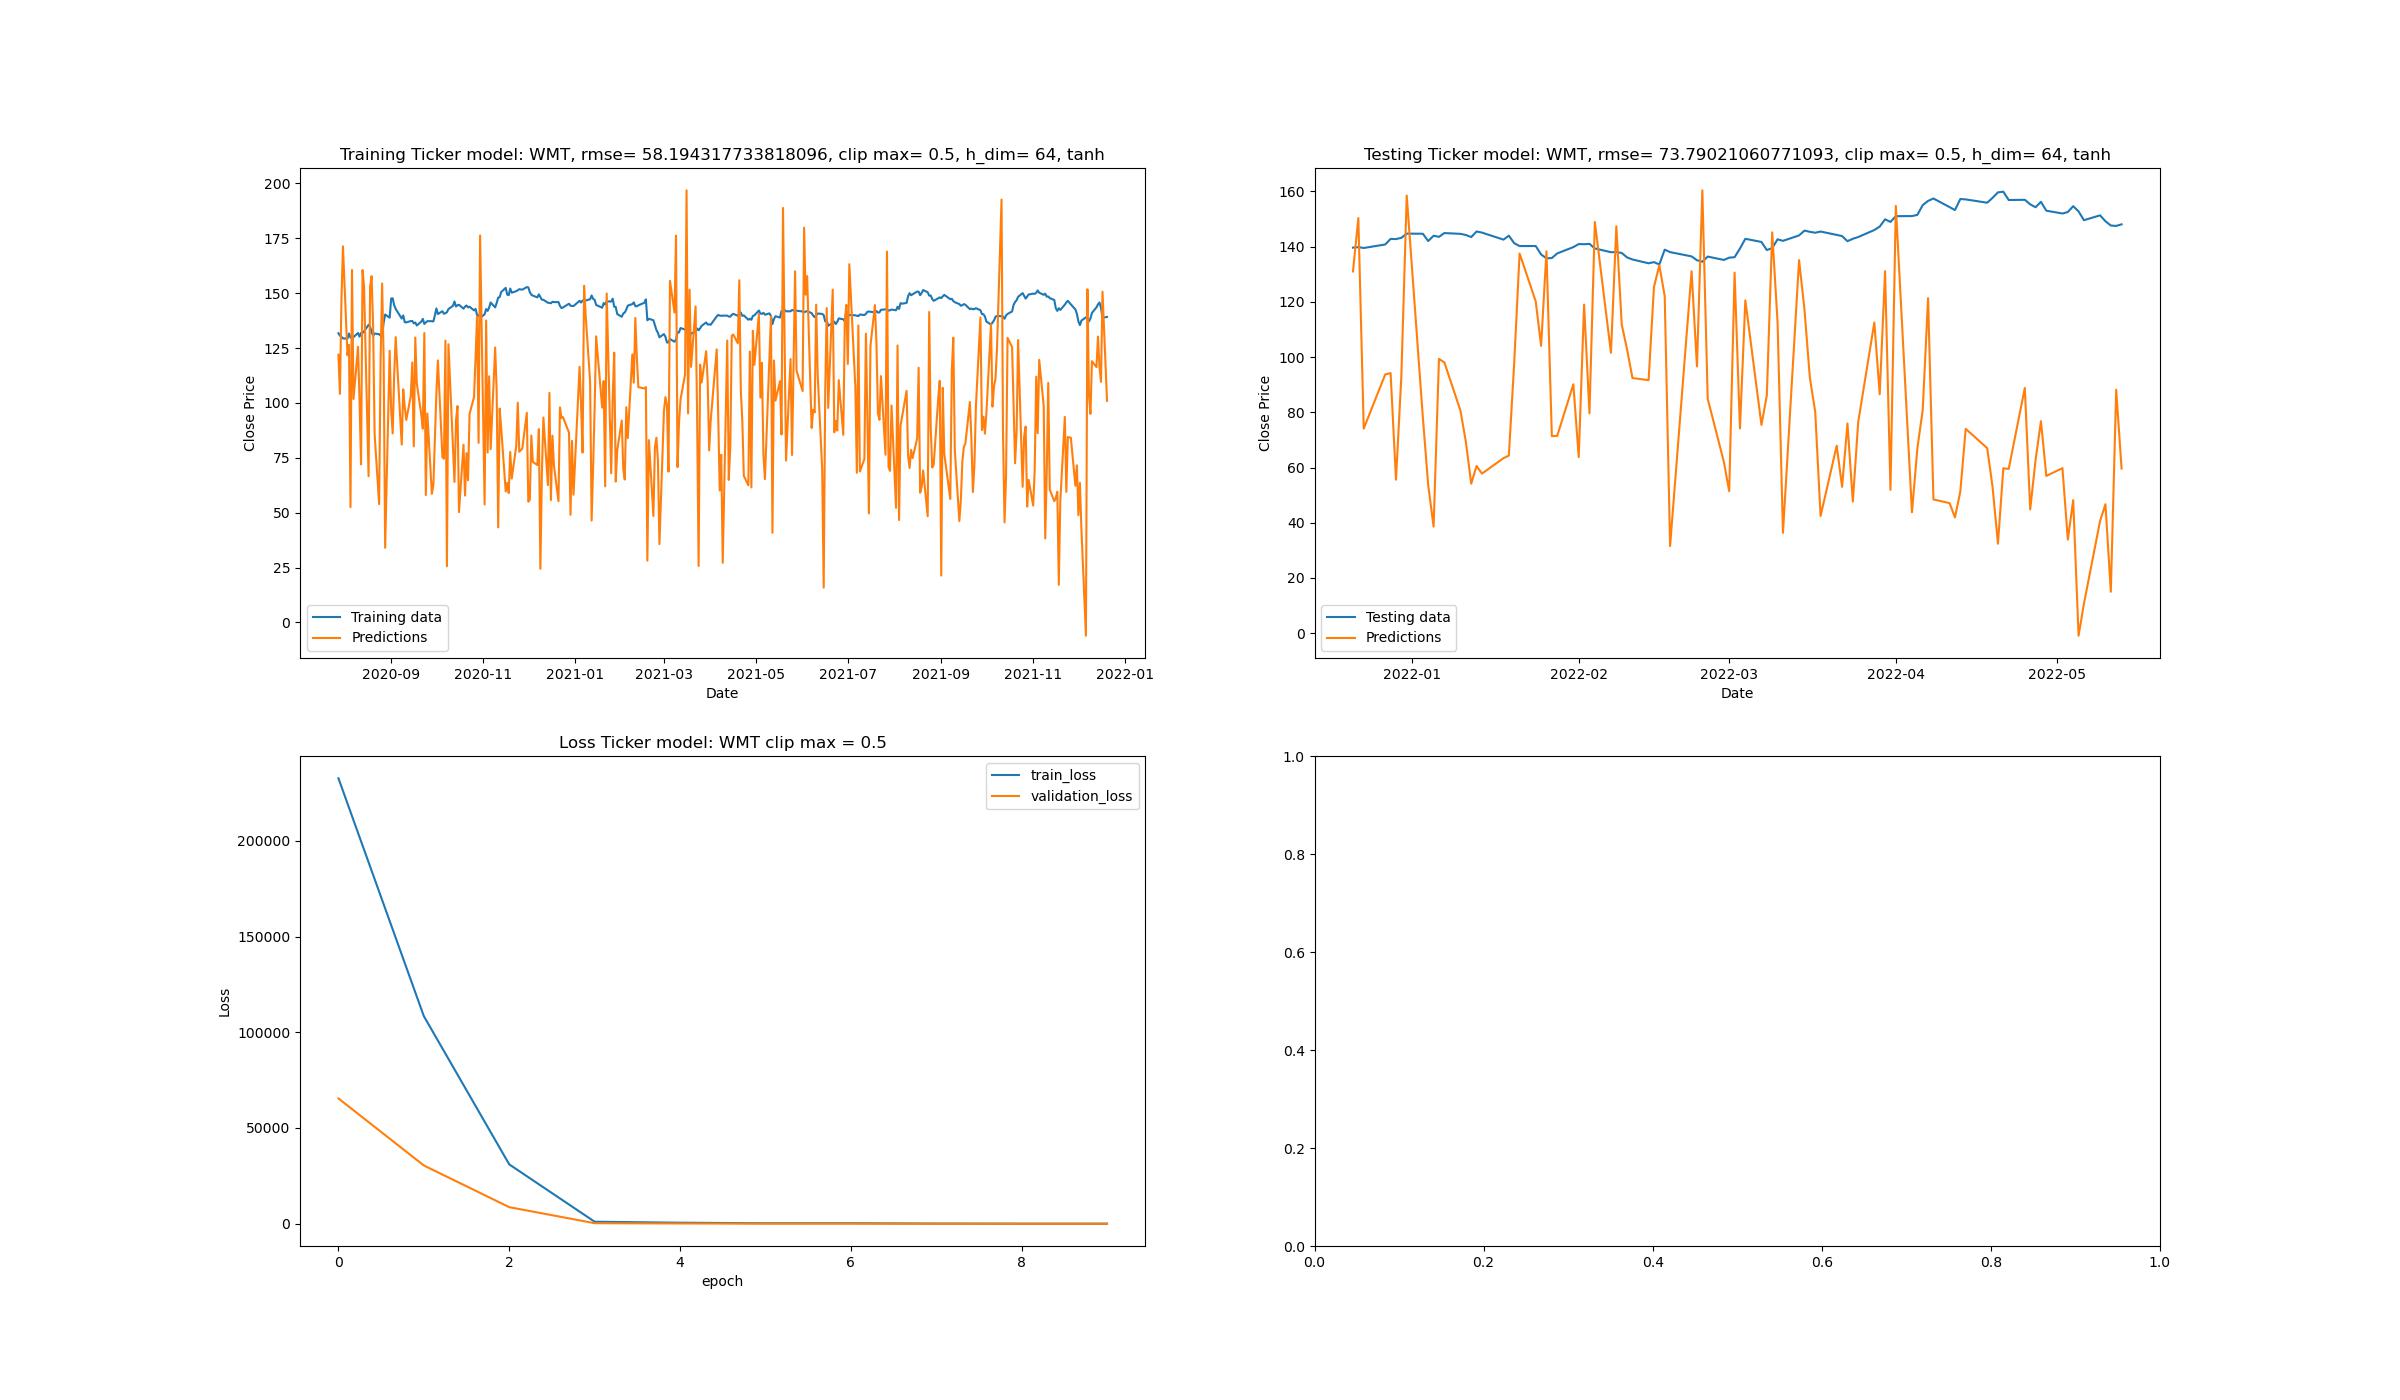 Training Ticker model: WMT, rmse= 58.194317733818096, clip max= 0.5, h_dim= 64, tanh
200
175
150
125
100
75
50
25
0
Close Price
Training data
Predictions
2020-09 2020-11 2021-01 2021-03 2021-05 2021-07 2021-09 2021-11 2022-01
Date
Testing Ticker model: WMT, rmse= 73.79021060771093, clip max= 0.5, h_dim= 64, tanh
160
140
120
100
80
60
40
20
0
Close Price
Testing data
Predictions
2022-01 2022-02 2022-03 2022-04 2022-05
Date
Loss Ticker model: WMT clip max = 0.5
train_loss
validation_loss
200000
150000
100000
50000
0
Loss
0 2 4 6 8
epoch
1.0
0.8
0.6
0.4
0.2
0.0
0.0 0.2 0.4 0.6 0.8 1.0